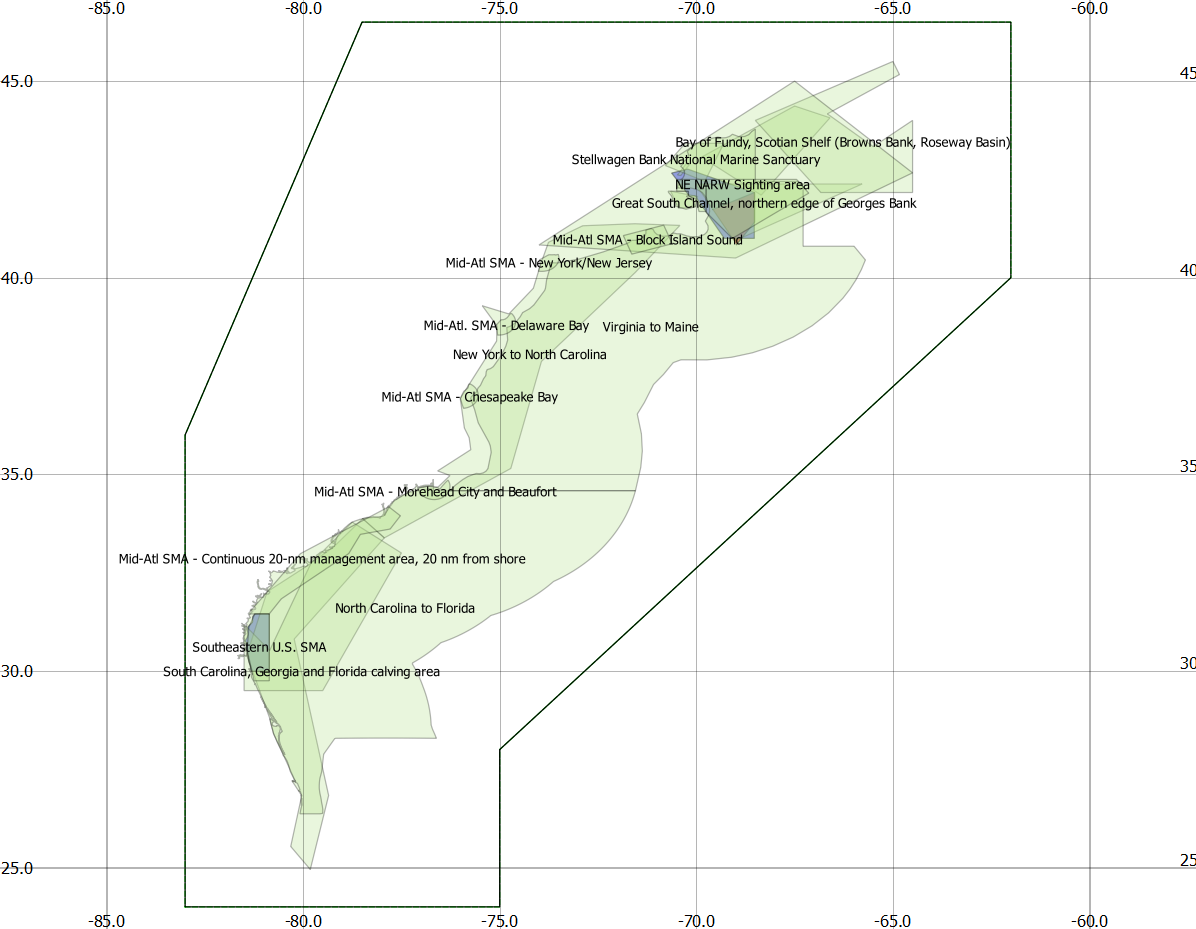 -85.0 -80.0 -75.0 -70.0 -65.0 -60.0
45.0 45
Bay of Fundy, Scotian Shelf (Browns Bank, Roseway Basin)
Stellwagen Bank National Marine Sanctuary
NE NARW Sighting area
Great South Channel, northern edge of Georges Bank
Mid-Atl SMA - Block Island Sound
Mid-Atl SMA - New York/New Jersey
40.0 40
Mid-Atl. SMA - Delaware Bay
Virginia to Maine
New York to North Carolina
Mid-Atl SMA - Chesapeake Bay
35.0 35
Mid-Atl SMA - Morehead City and Beaufort
Mid-Atl SMA - Continuous 20-nm management area, 20 nm from shore
North Carolina to Florida
Southeastern U.S. SMA
30.0 30
South Carolina, Georgia and Florida calving area
25.0 25
-85.0 -80.0 -75.0 -70.0 -65.0 -60.0